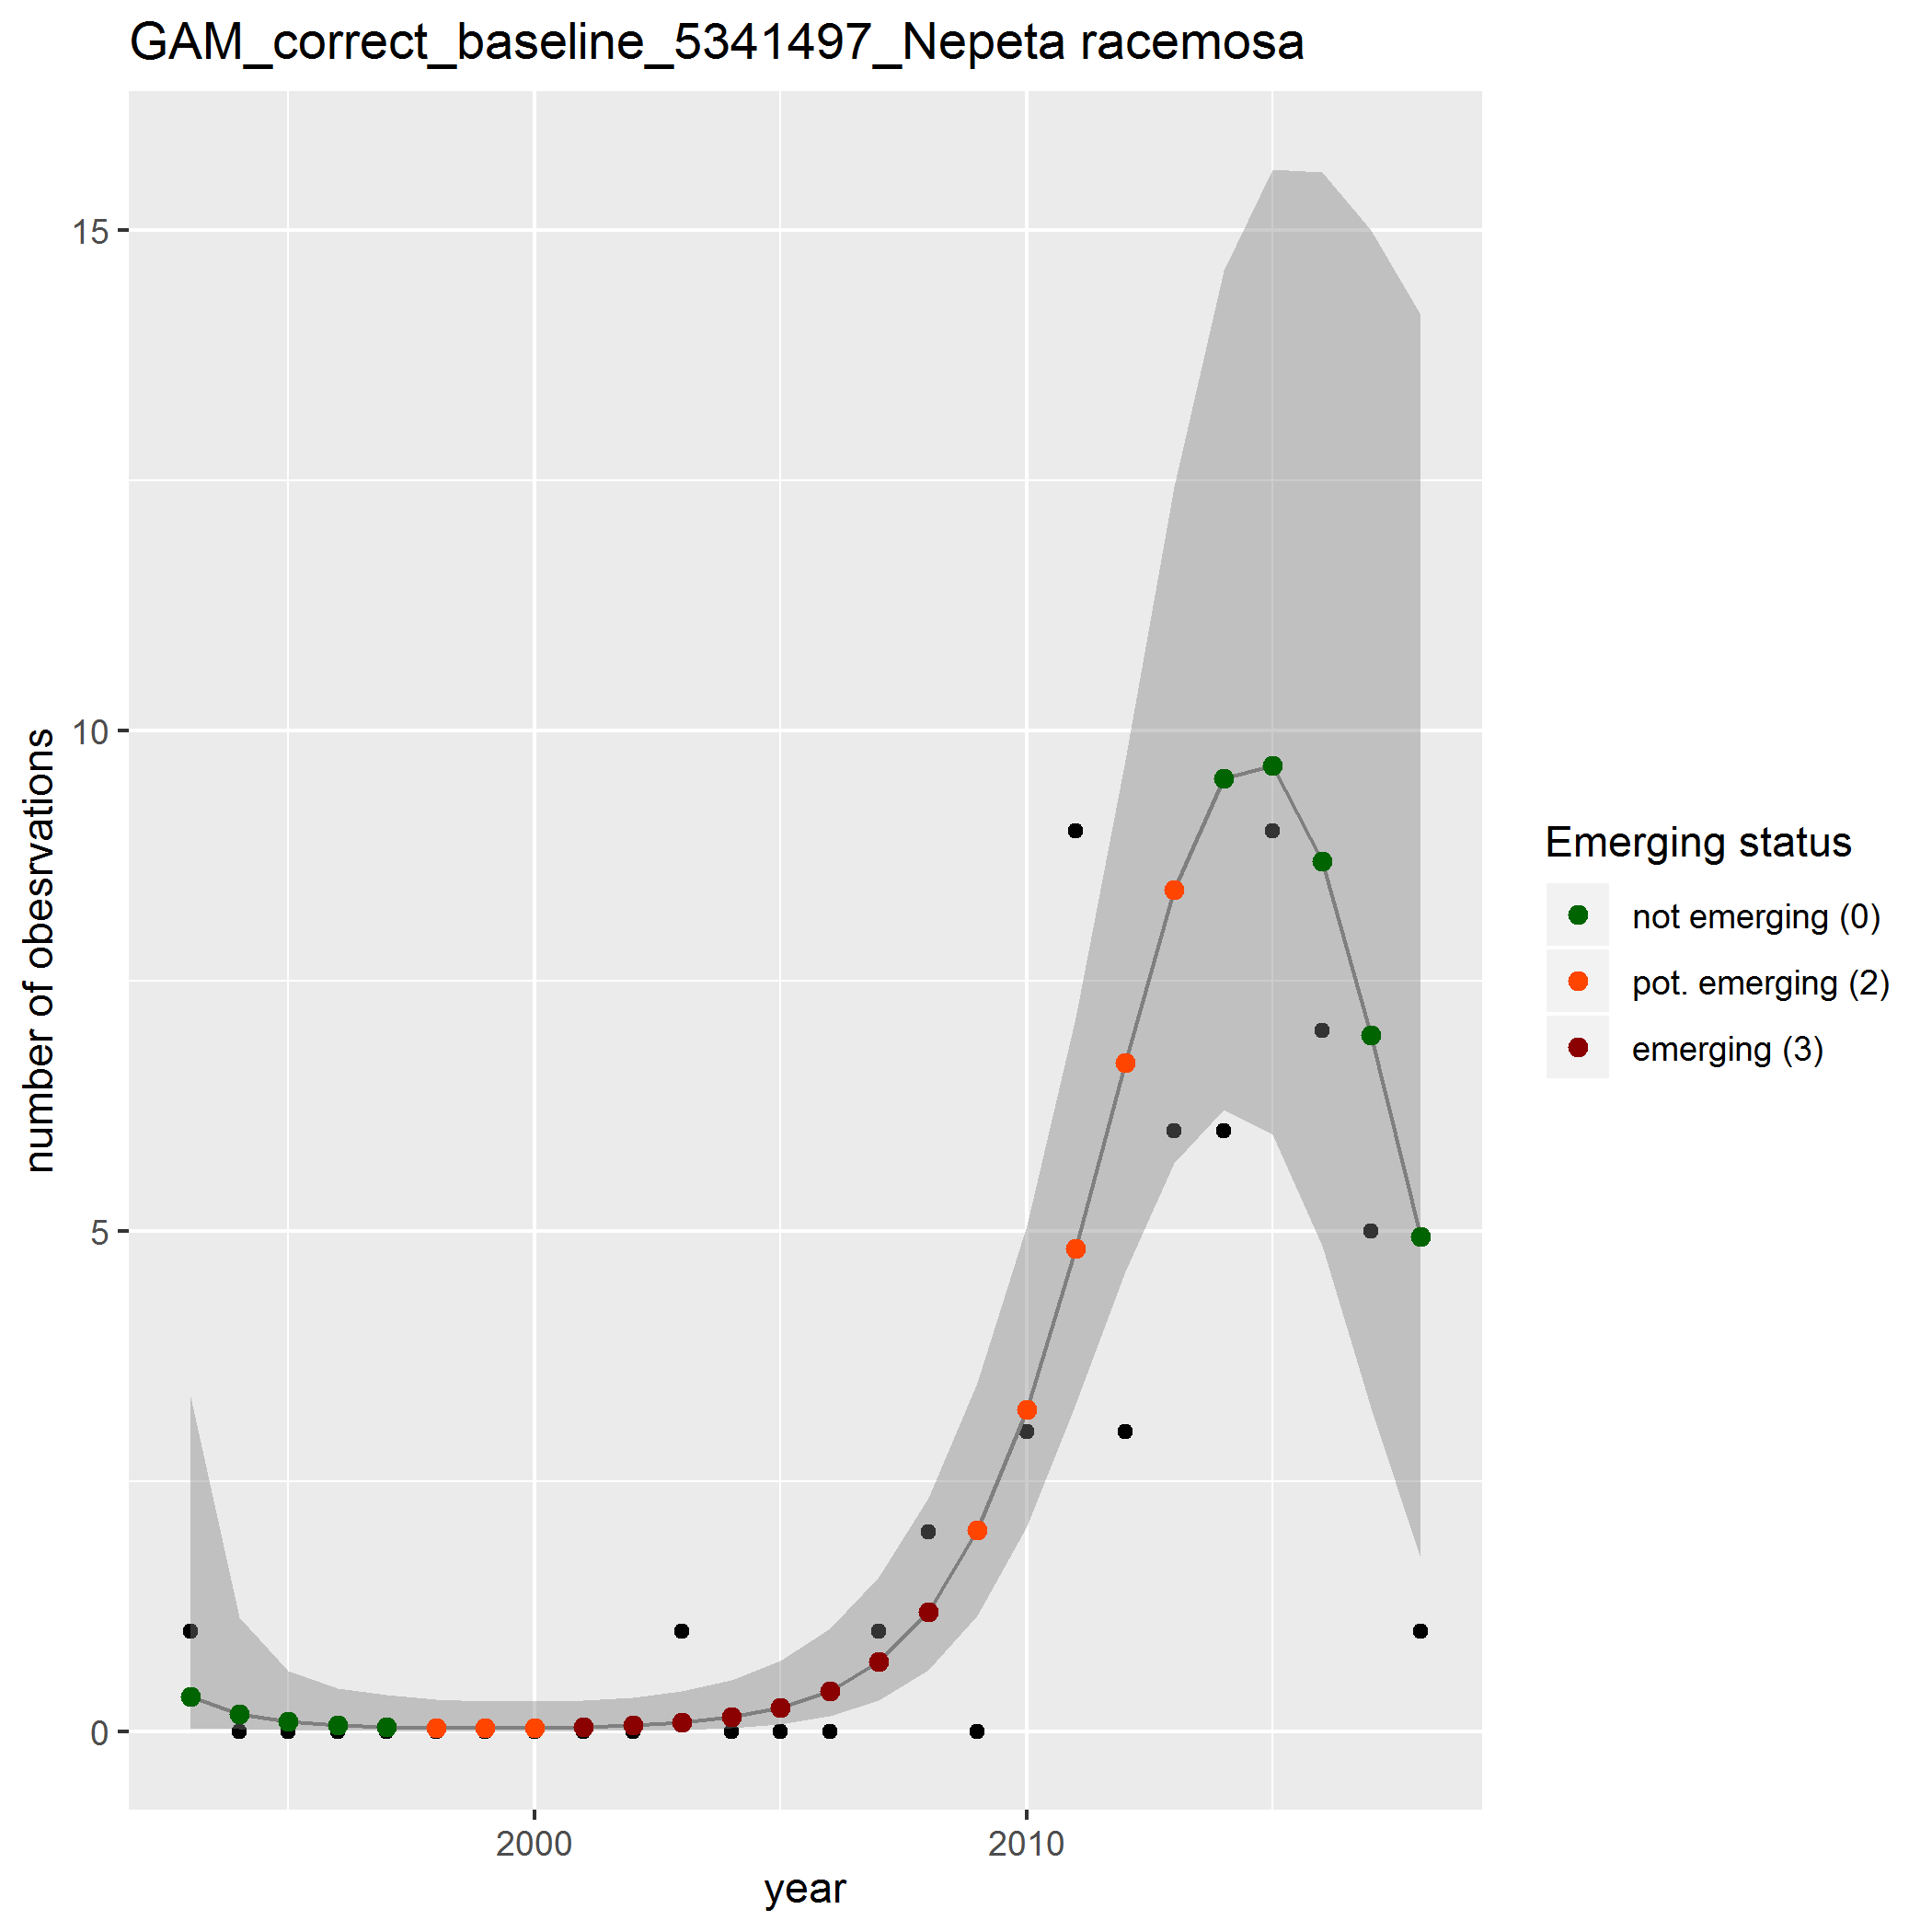 GAM_correct_baseline_5341497_Nepeta racemosa
number of obesrvations
15
10
5
0
2000
2010
year
Emerging status
not emerging (0)
pot. emerging (2)
emerging (3)